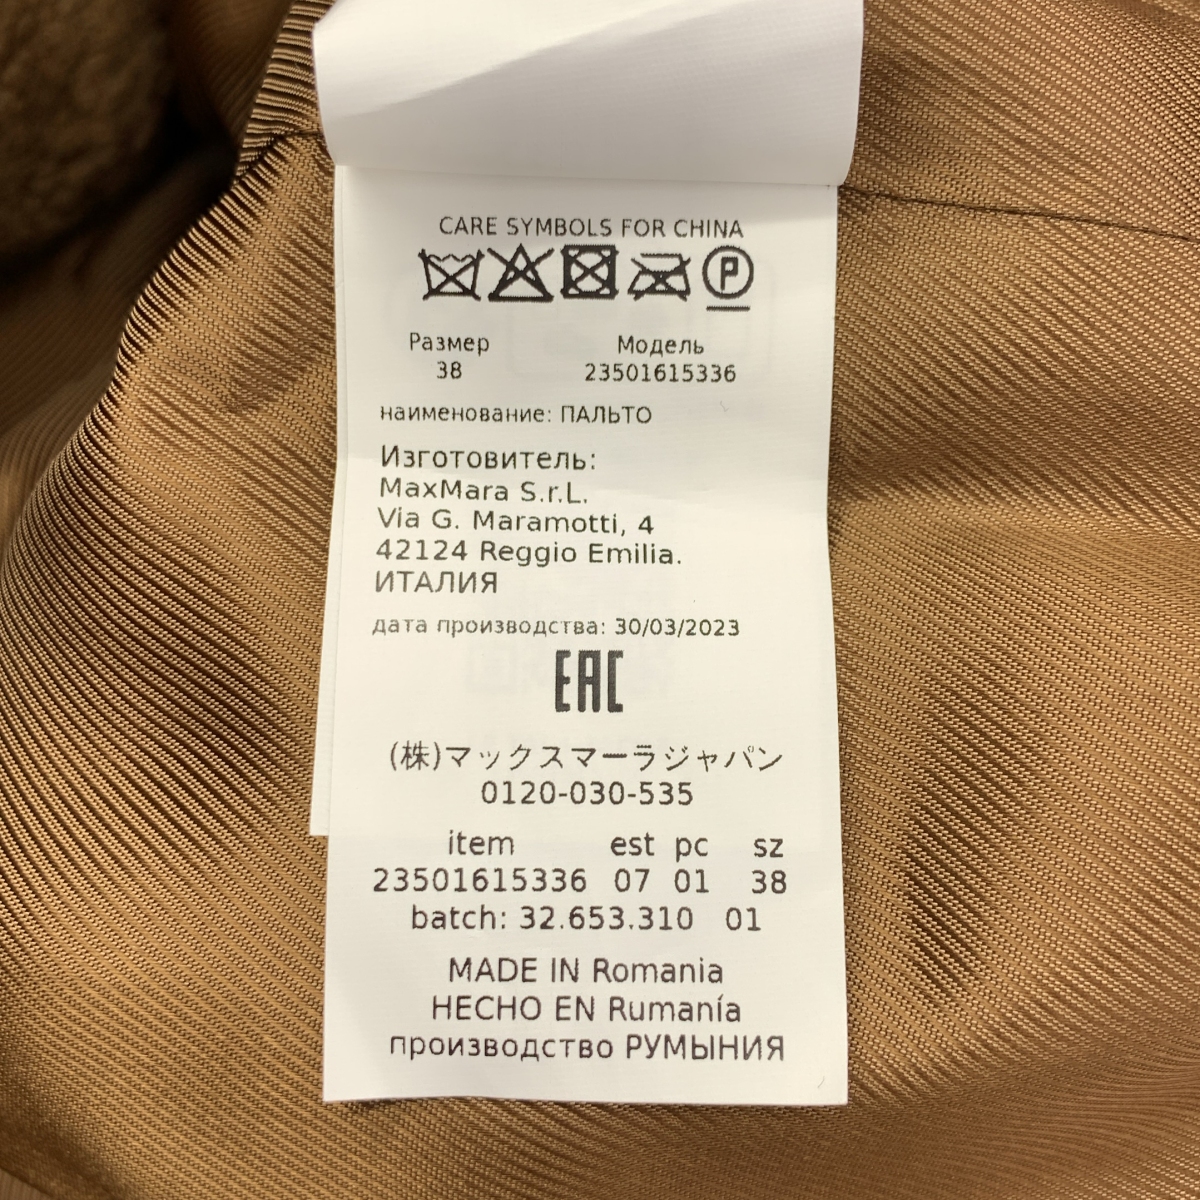 CARE SYMBOLS FOR CHINA
P
Размер Модель
38 23501615336
наименование: ПАЛЬТО
Изготовитель:
MaxMara S.r.L.
Via G. Maramotti, 4
42124 Reggio Emilia.
ИТАЛИЯ
дата производства: 30/03/2023
EAC
(株)マックスマーラジャパン
0120-030-535
item est pc sz
23501615336 07 01 38
batch: 32.653.310 01
MADE IN Romania
HECHO EN Rumanía
производство РУМЫНИЯ